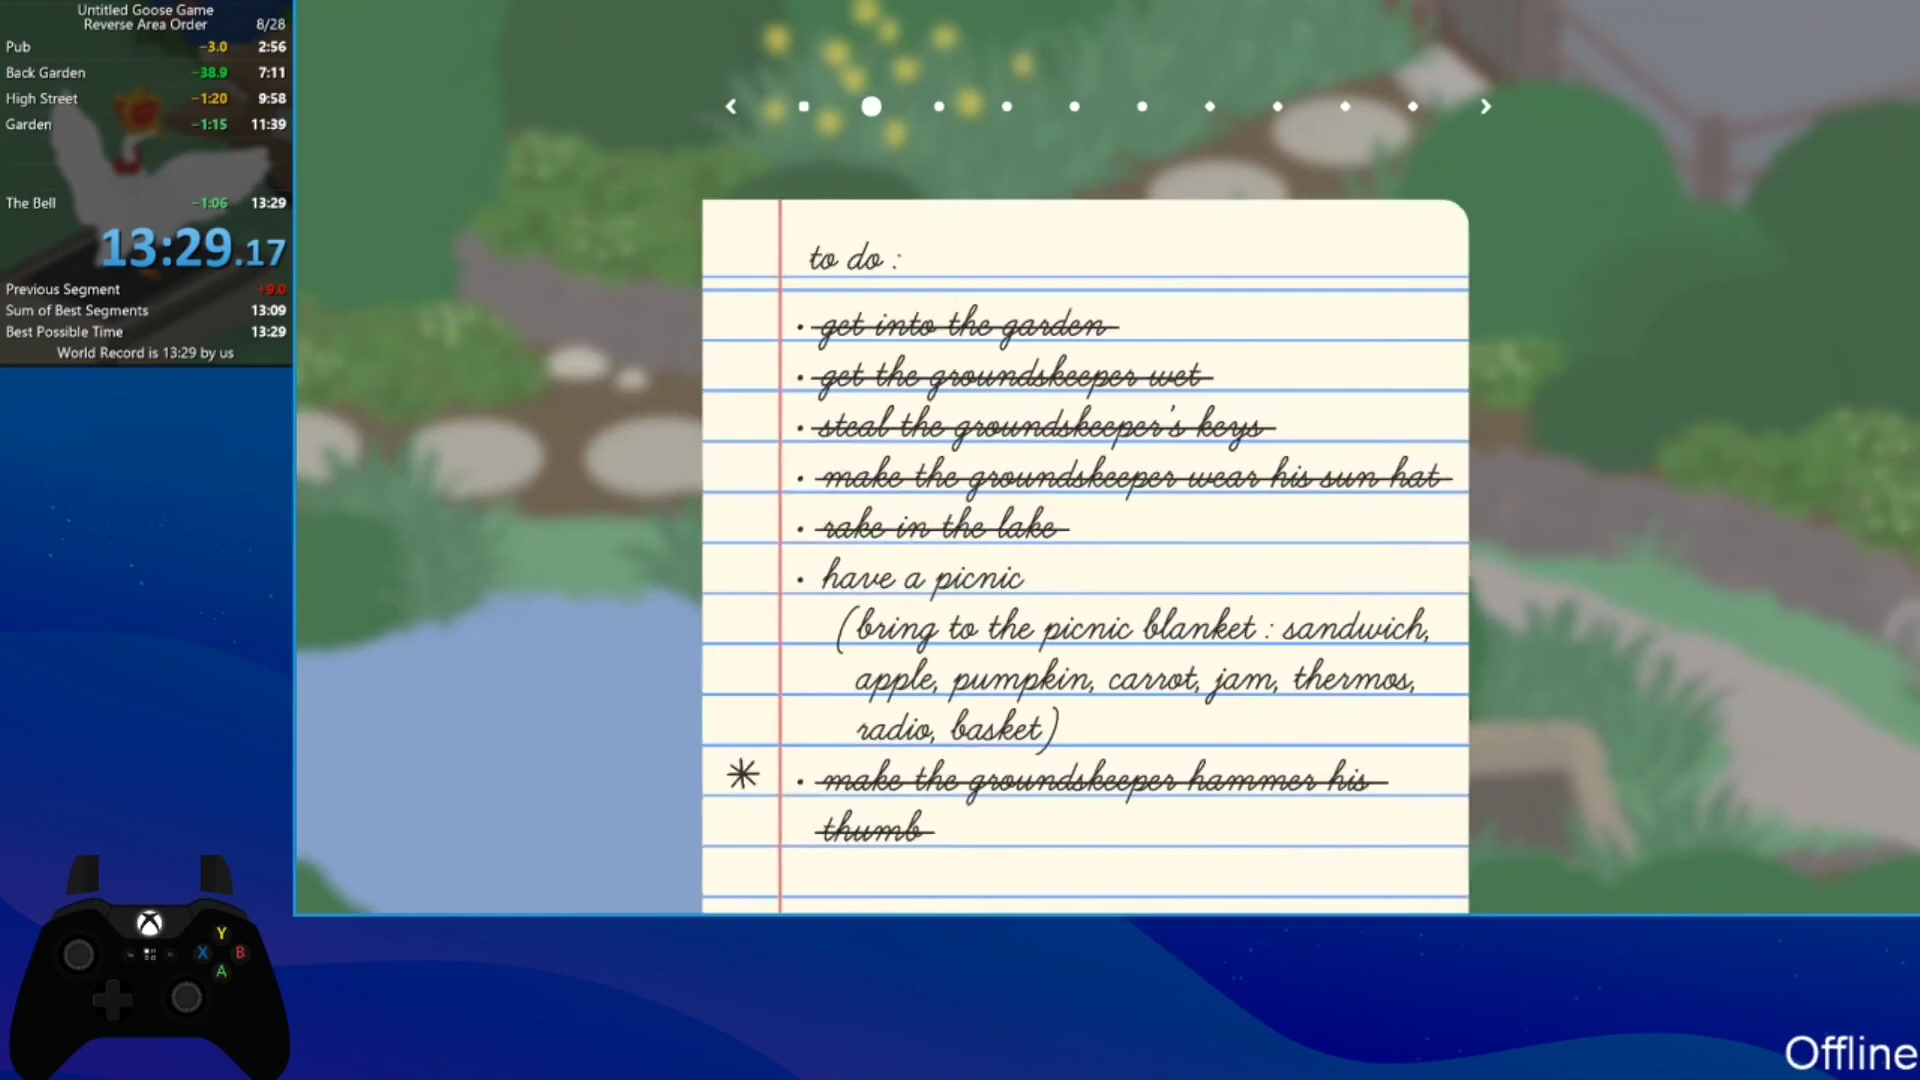 Untitled Goose Game
Reverse Area Order 8/28
Pub −3.0 2:56
Back Garden −38.9 7:11
High Street −1:20 9:58
Garden −1:15 11:39
The Bell −1:06 13:29
13:29.17
Previous Segment +9.0
Sum of Best Segments 13:09
Best Possible Time 13:29
World Record is 13:29 by us
to do :
• get into the garden
• get the groundskeeper wet
• steal the groundskeeper's keys
• make the groundskeeper wear his sun hat
• rake in the lake
• have a picnic
(bring to the picnic blanket : sandwich,
apple, pumpkin, carrot, jam, thermos,
radio, basket)
• make the groundskeeper hammer his
thumb
Y
X B
A
Offline